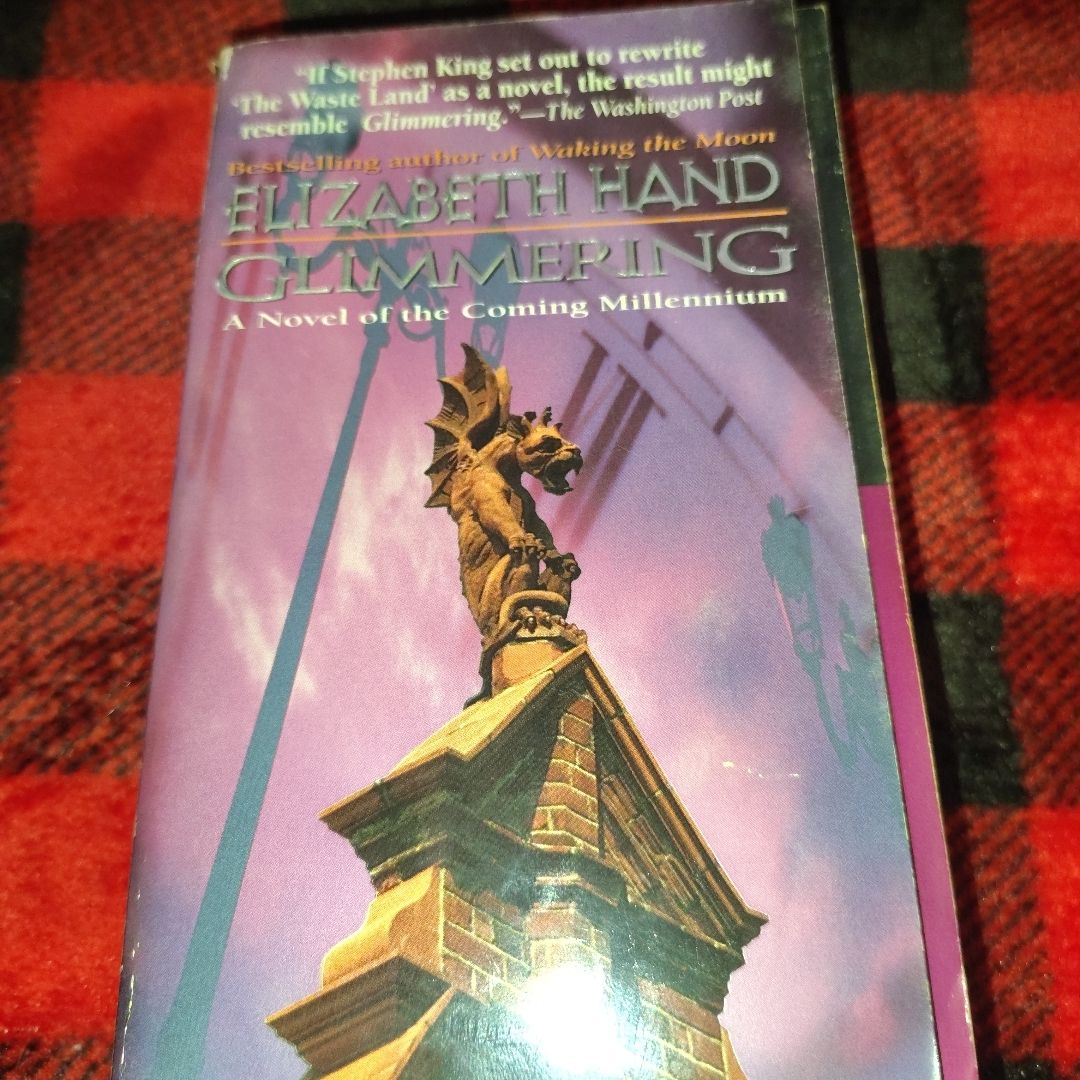 "If Stephen King set out to rewrite
'The Waste Land' as a novel, the result might
resemble Glimmering."—The Washington Post
Bestselling author of Waking the Moon
ELIZABETH HAND
GLIMMERING
A Novel of the Coming Millennium